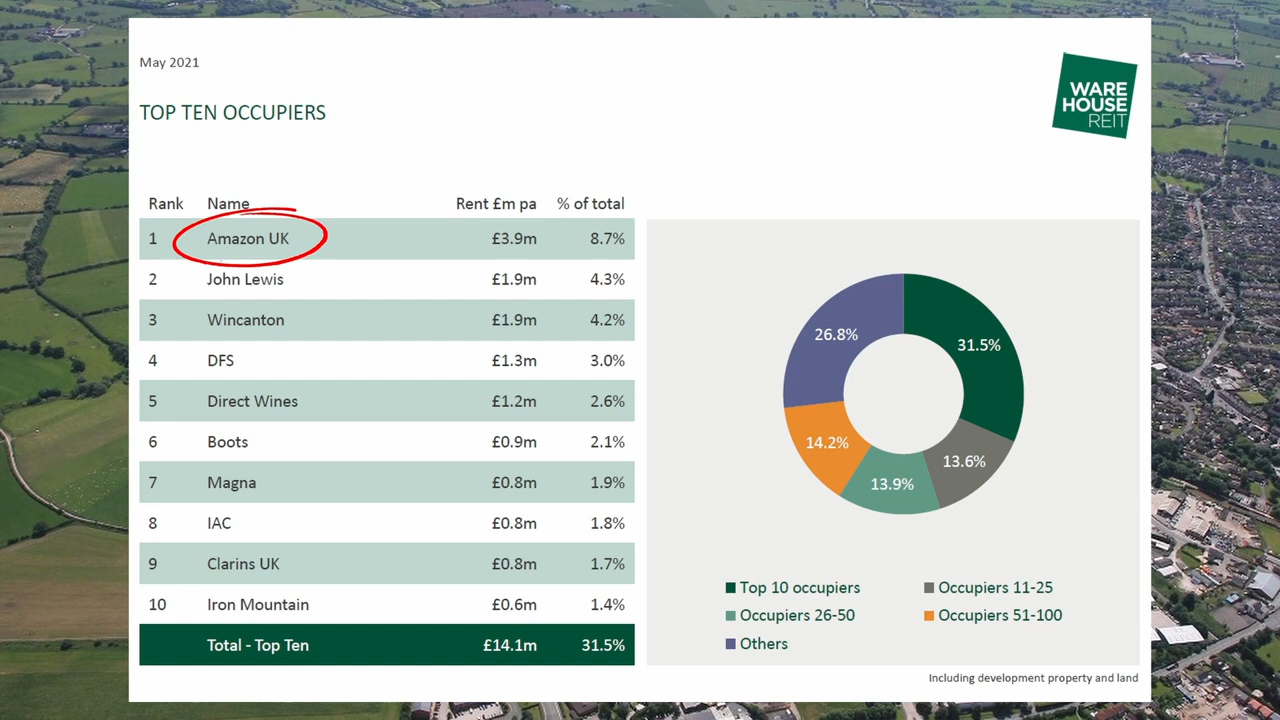 May 2021
WARE
HOUSE
REIT
TOP TEN OCCUPIERS
Rank Name Rent £m pa % of total
1 Amazon UK £3.9m 8.7%
2 John Lewis £1.9m 4.3%
3 Wincanton £1.9m 4.2%
4 DFS £1.3m 3.0%
5 Direct Wines £1.2m 2.6%
6 Boots £0.9m 2.1%
7 Magna £0.8m 1.9%
8 IAC £0.8m 1.8%
9 Clarins UK £0.8m 1.7%
10 Iron Mountain £0.6m 1.4%
Total - Top Ten £14.1m 31.5%
26.8%
31.5%
14.2%
13.6%
13.9%
Top 10 occupiers Occupiers 11-25
Occupiers 26-50 Occupiers 51-100
Others
Including development property and land